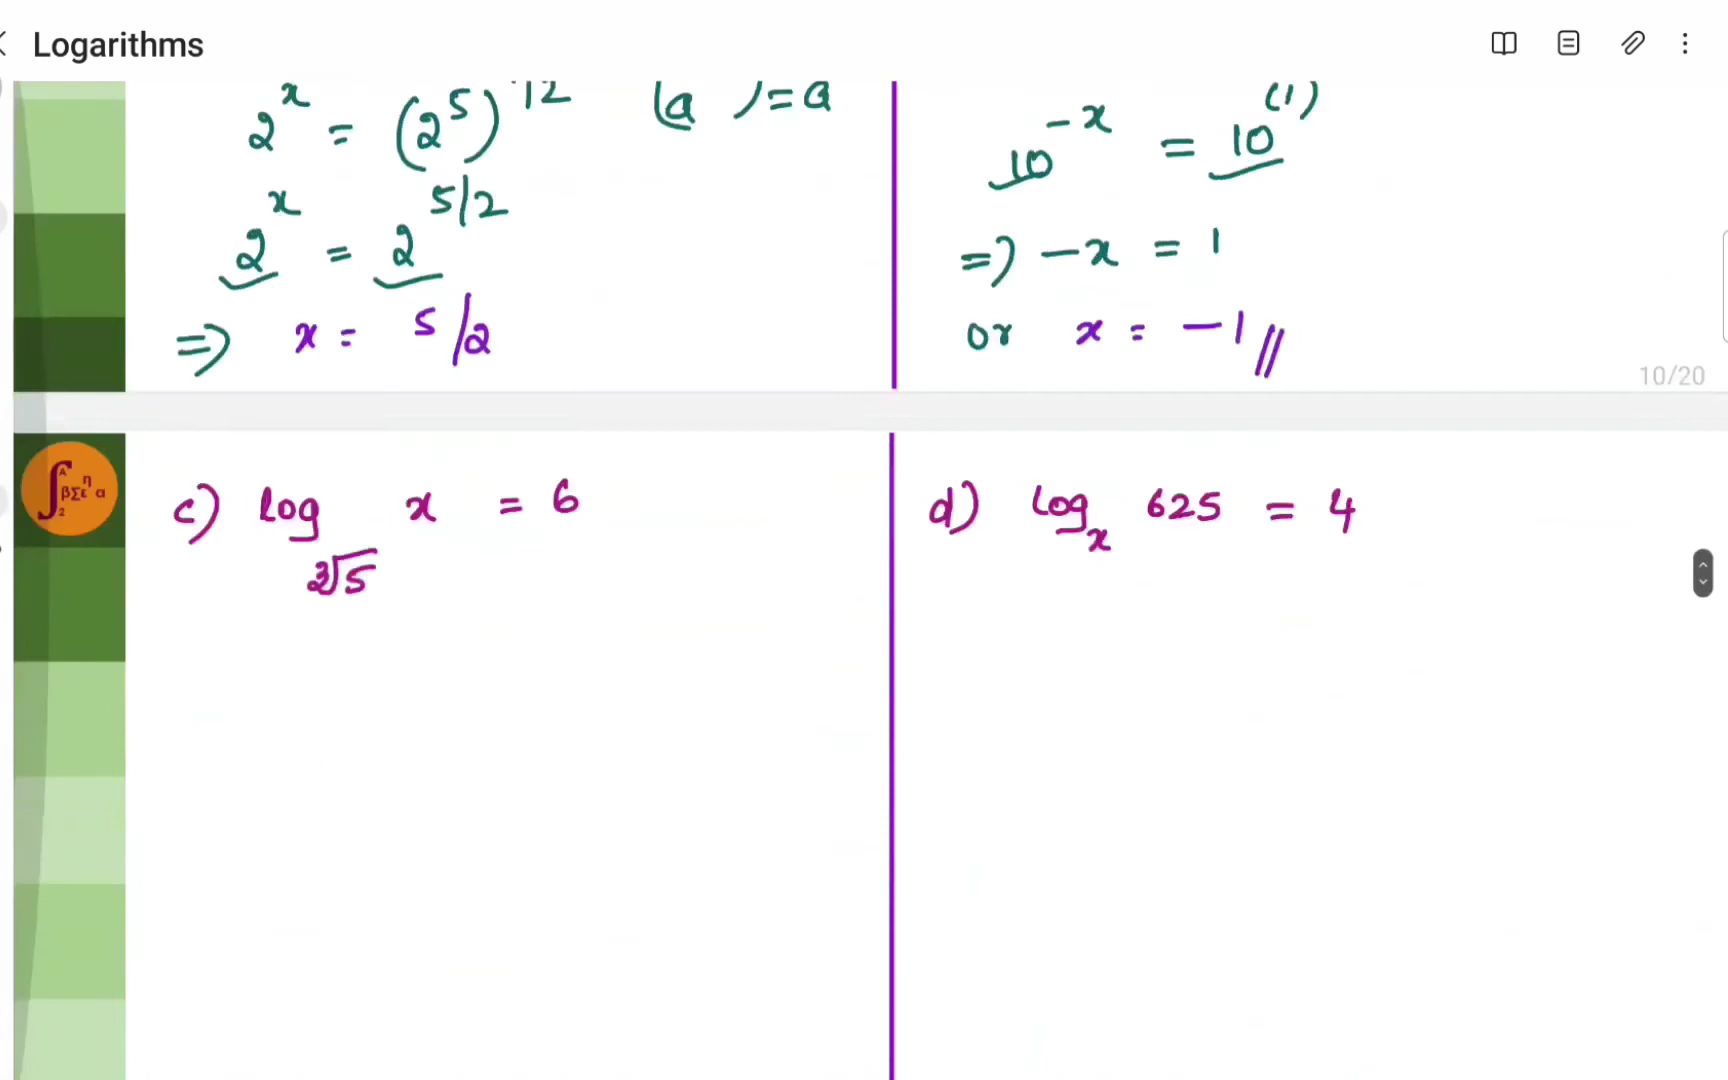 Logarithms
2^x = (2^5)^1/2 (a )=a
2^x = 2^5/2
=> x = 5/2
10^-x = 10^(1)
=> -x = 1
or x = -1//
10/20
c) log_∛5 x = 6
d) log_x 625 = 4